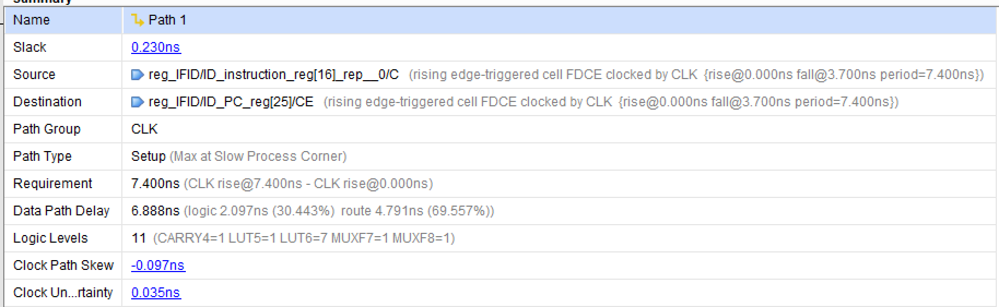 Summary
Name Path 1
Slack 0.230ns
Source reg_IFID/ID_instruction_reg[16]_rep__0/C (rising edge-triggered cell FDCE clocked by CLK {rise@0.000ns fall@3.700ns period=7.400ns})
Destination reg_IFID/ID_PC_reg[25]/CE (rising edge-triggered cell FDCE clocked by CLK {rise@0.000ns fall@3.700ns period=7.400ns})
Path Group CLK
Path Type Setup (Max at Slow Process Corner)
Requirement 7.400ns (CLK rise@7.400ns - CLK rise@0.000ns)
Data Path Delay 6.888ns (logic 2.097ns (30.443%) route 4.791ns (69.557%))
Logic Levels 11 (CARRY4=1 LUT5=1 LUT6=7 MUXF7=1 MUXF8=1)
Clock Path Skew -0.097ns
Clock Un...rtainty 0.035ns